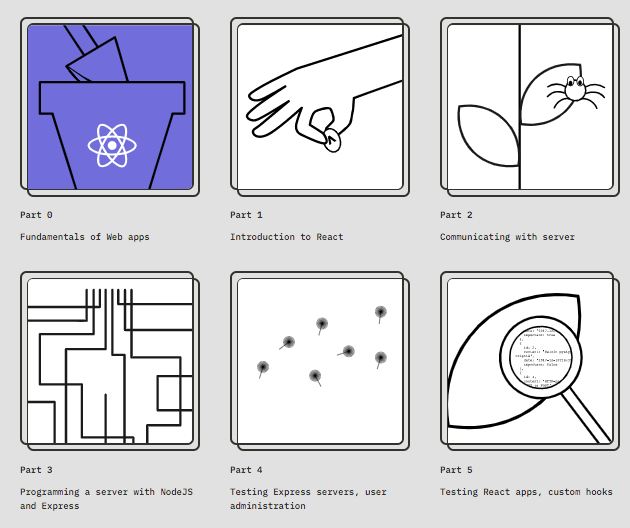 Part 0
Fundamentals of Web apps
Part 1
Introduction to React
Part 2
Communicating with server
Part 3
Programming a server with NodeJS
and Express
Part 4
Testing Express servers, user
administration
Part 5
Testing React apps, custom hooks